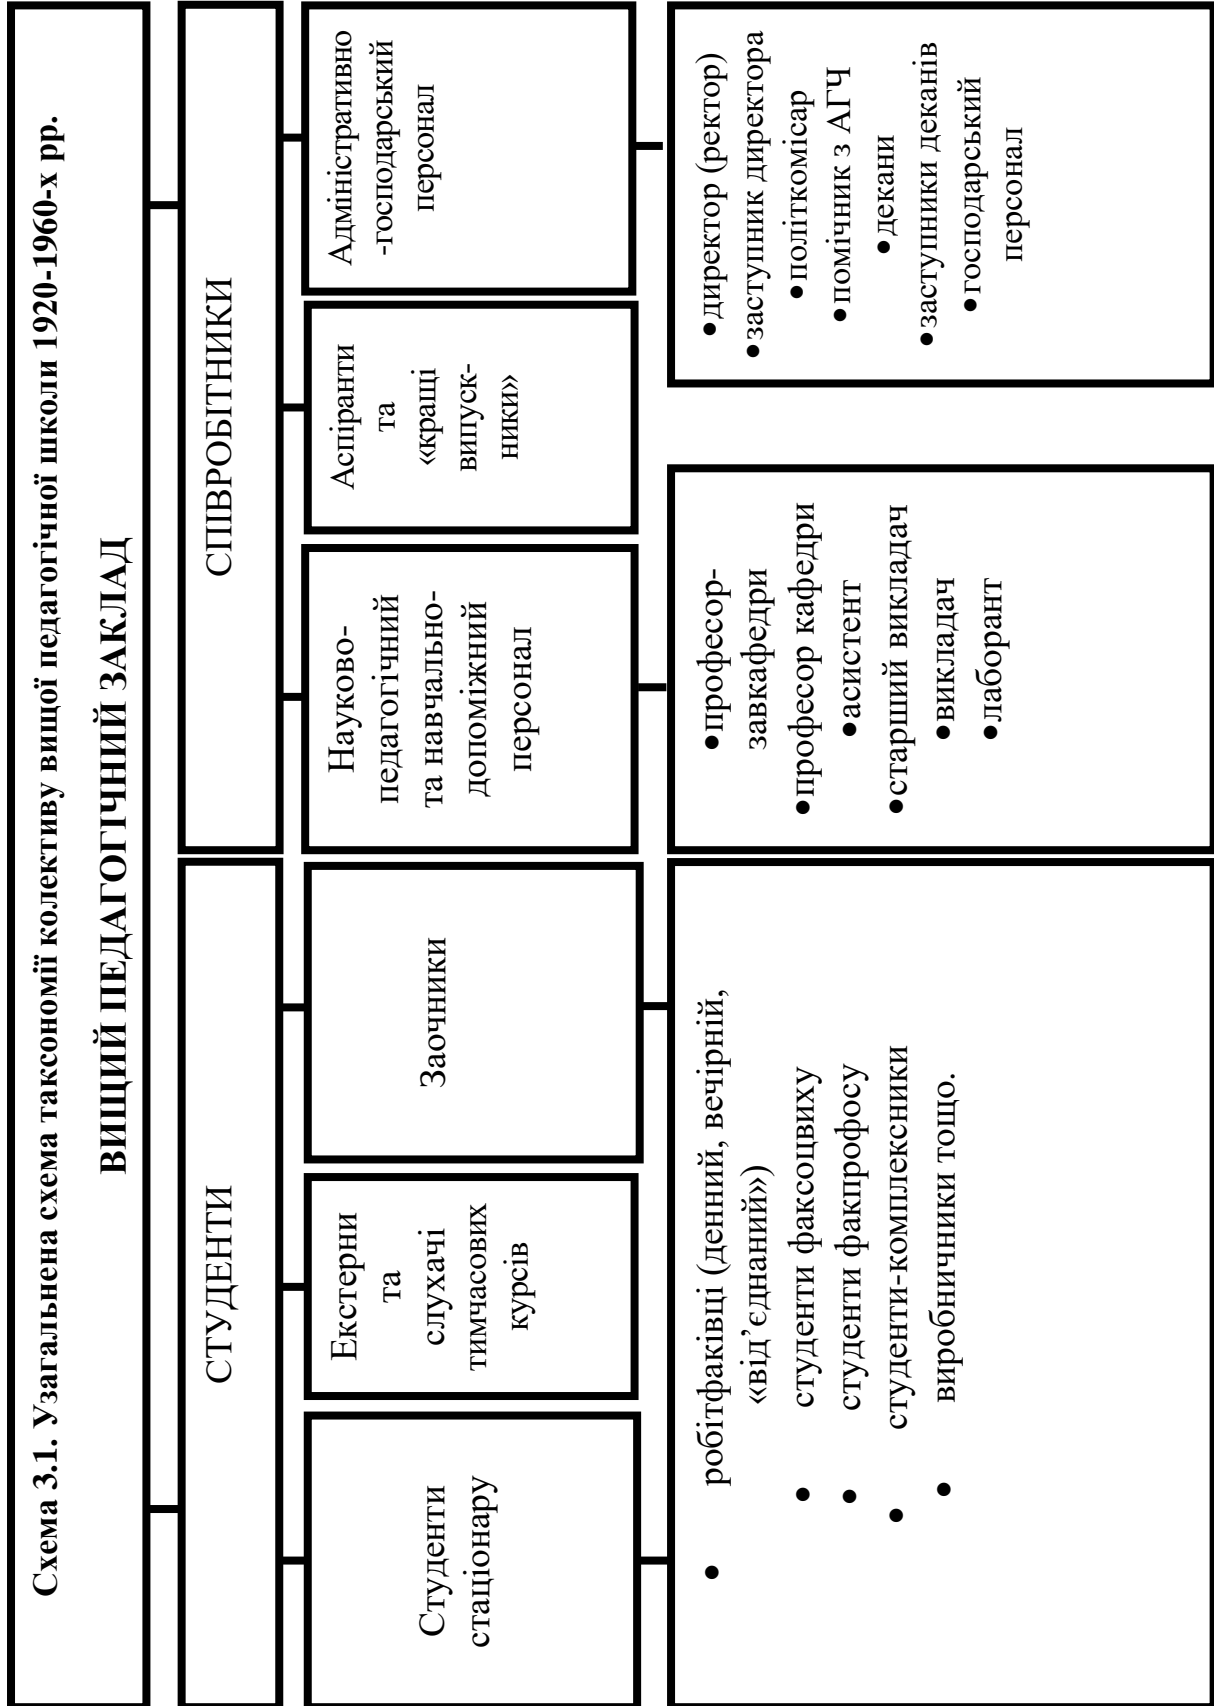 Схема 3.1. Узагальнена схема таксономії колективу вищої педагогічної школи 1920-1960-х рр.
ВИЩИЙ ПЕДАГОГІЧНИЙ ЗАКЛАД
СТУДЕНТИ
СПІВРОБІТНИКИ
Студенти
стаціонару
Екстерни
та
слухачі
тимчасових
курсів
Заочники
Науково-
педагогічний
та навчально-
допоміжний
персонал
Аспіранти
та
«кращі
випуск-
ники»
Адміністративно
-господарський
персонал
• робітфаківці (денний, вечірній,
«від’єднаний»)
• студенти факсоцвиху
• студенти факпрофосу
• студенти-комплексники
• виробничники тощо.
•професор-
завкафедри
•професор кафедри
•асистент
•старший викладач
•викладач
•лаборант
•директор (ректор)
•заступник директора
•політкомісар
•помічник з АГЧ
•декани
•заступники деканів
•господарський
персонал